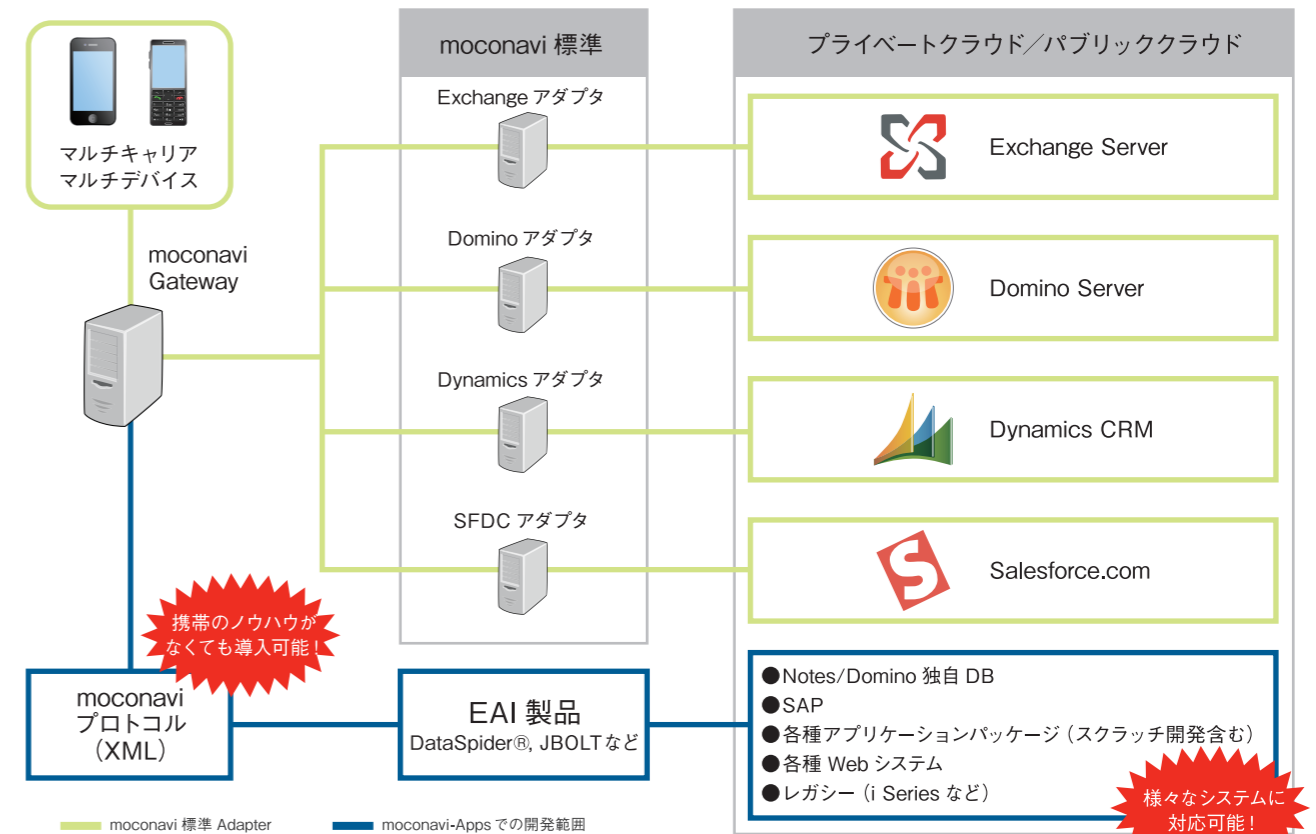 マルチキャリア
マルチデバイス
moconavi
Gateway
moconavi 標準
Exchange アダプタ
Domino アダプタ
Dynamics アダプタ
SFDC アダプタ
プライベートクラウド／パブリッククラウド
Exchange Server
Domino Server
Dynamics CRM
S
Salesforce.com
携帯のノウハウが
なくても導入可能！
moconavi
プロトコル
（XML）
EAI 製品
DataSpider®, JBOLTなど
●Notes/Domino 独自 DB
●SAP
●各種アプリケーションパッケージ（スクラッチ開発含む）
●各種 Web システム
●レガシー（i Series など）
様々なシステムに
対応可能！
moconavi 標準 Adapter
moconavi-Apps での開発範囲